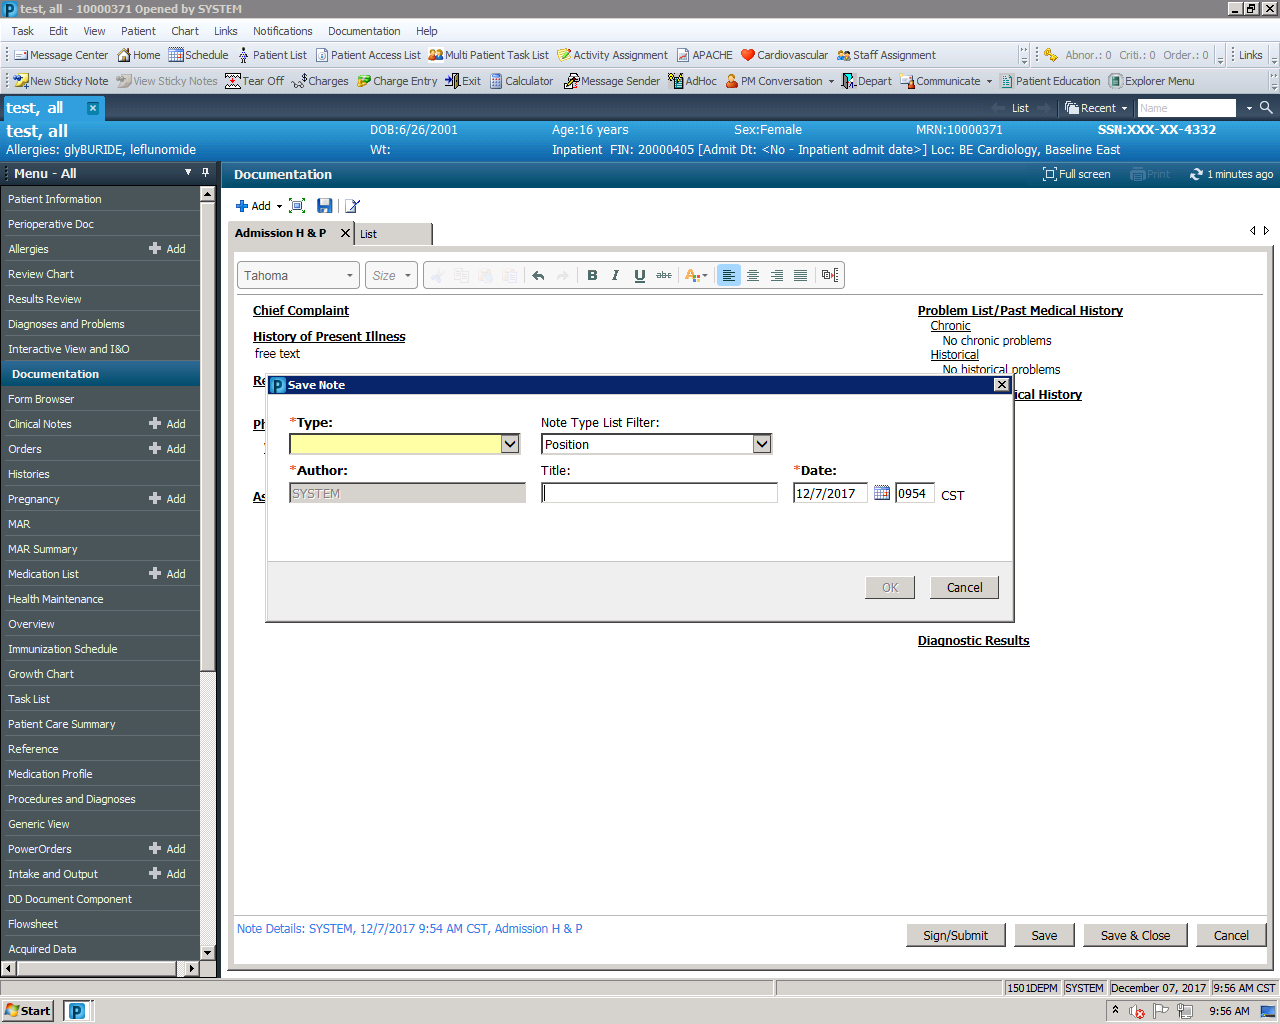 test, all - 10000371 Opened by SYSTEM
Task Edit View Patient Chart Links Notifications Documentation Help
Message Center Home Schedule Patient List Patient Access List Multi Patient Task List Activity Assignment APACHE Cardiovascular Staff Assignment Abnor.: 0 Criti.: 0 Order.: 0 Links
New Sticky Note View Sticky Notes Tear Off Charges Charge Entry Exit Calculator Message Sender AdHoc PM Conversation Depart Communicate Patient Education Explorer Menu
test, all List Recent Name
test, all DOB:6/26/2001 Age:16 years Sex:Female MRN:10000371 SSN:XXX-XX-4332
Allergies: glyBURIDE, leflunomide Wt: Inpatient FIN: 20000405 [Admit Dt: <No - Inpatient admit date>] Loc: BE Cardiology, Baseline East
Menu - All
Patient Information
Perioperative Doc
Allergies Add
Review Chart
Results Review
Diagnoses and Problems
Interactive View and I&O
Documentation
Form Browser
Clinical Notes Add
Orders Add
Histories
Pregnancy Add
MAR
MAR Summary
Medication List Add
Health Maintenance
Overview
Immunization Schedule
Growth Chart
Task List
Patient Care Summary
Reference
Medication Profile
Procedures and Diagnoses
Generic View
PowerOrders Add
Intake and Output Add
DD Document Component
Flowsheet
Acquired Data
Documentation Full screen Print 1 minutes ago
Add
Admission H & P List
Tahoma Size B I U abc A
Chief Complaint
History of Present Illness
free text
Re
Ph
As
Problem List/Past Medical History
Chronic
No chronic problems
Historical
No historical problems
ical History
Diagnostic Results
Save Note
*Type: Note Type List Filter:
Position
*Author: Title: *Date:
SYSTEM 12/7/2017 0954 CST
OK Cancel
Note Details: SYSTEM, 12/7/2017 9:54 AM CST, Admission H & P
Sign/Submit Save Save & Close Cancel
1501DEPM SYSTEM December 07, 2017 9:56 AM CST
Start 9:56 AM